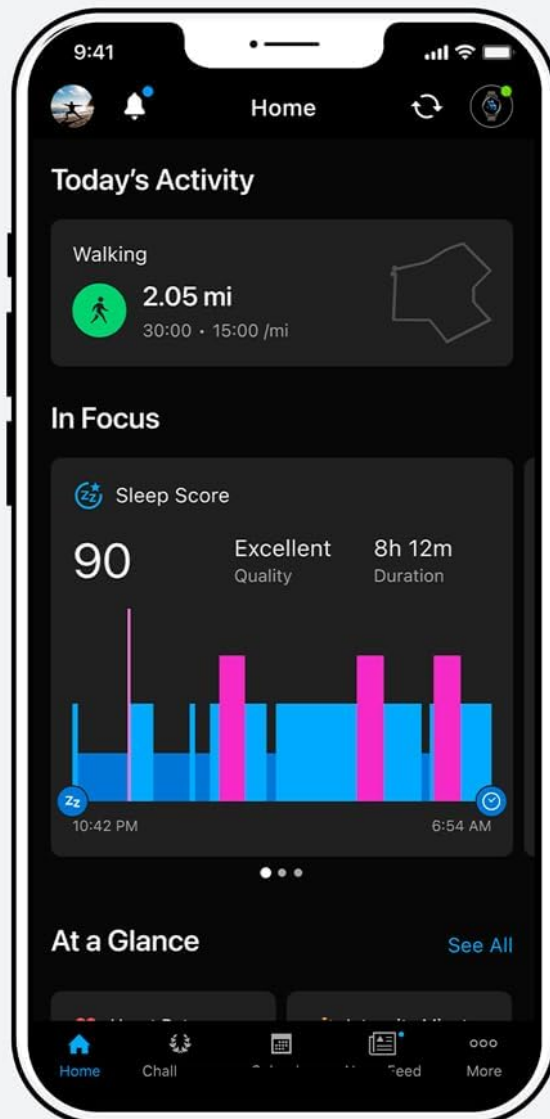 9:41
Home
Today's Activity
Walking
2.05 mi
30:00 • 15:00 /mi
In Focus
Sleep Score
90
Excellent
Quality
8h 12m
Duration
zz
10:42 PM
6:54 AM
At a Glance
See All
Home
Chall
Feed
More